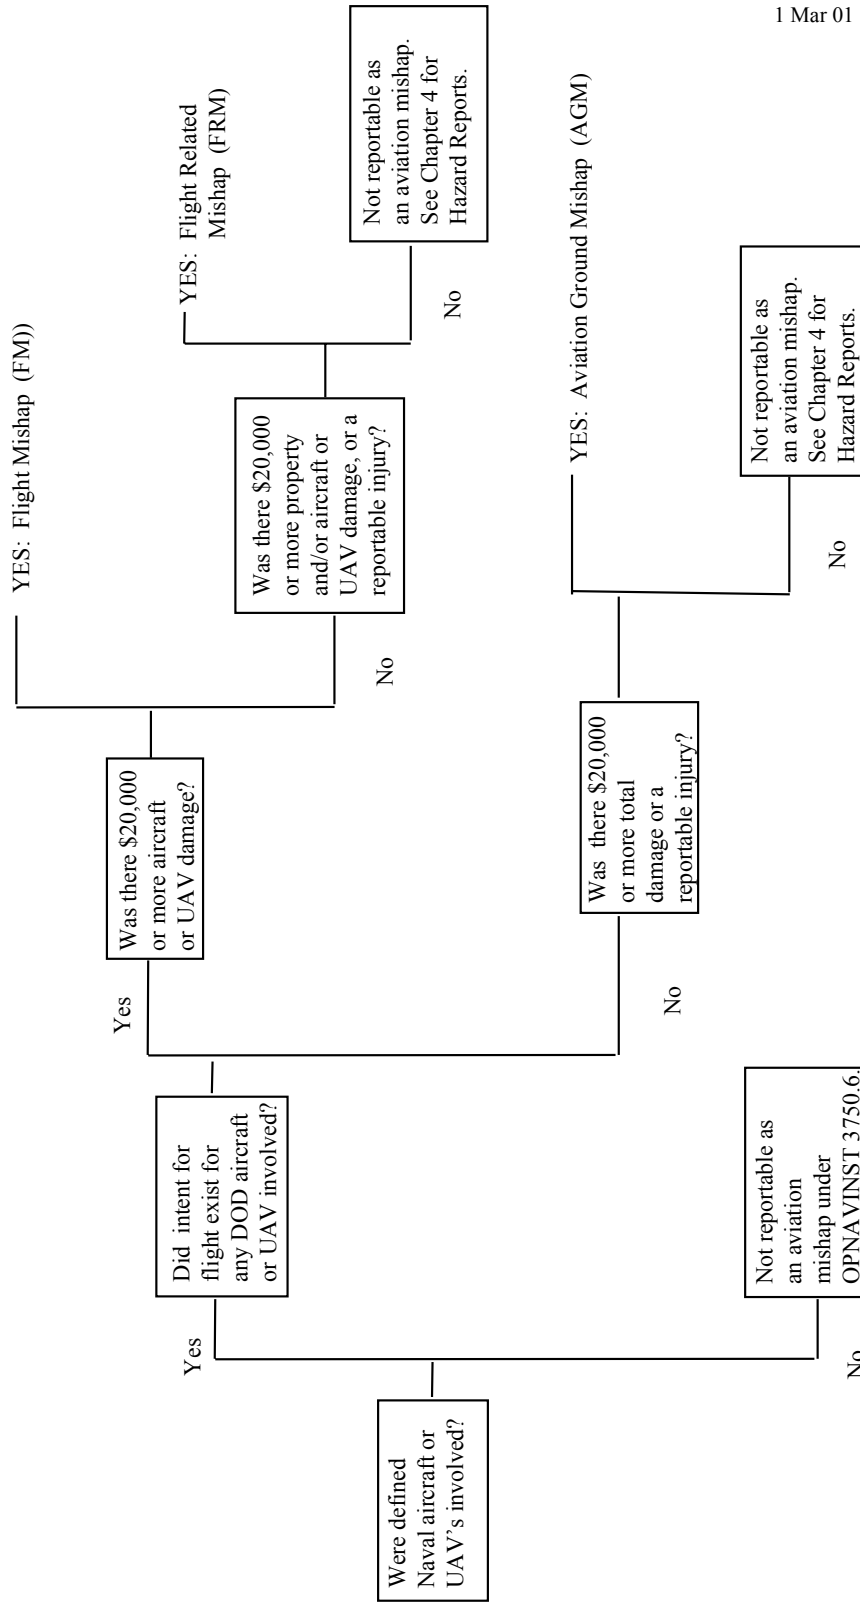 1 Mar 01
Were defined
Naval aircraft or
UAV's involved?
Yes
No
Did intent for
flight exist for
any DOD aircraft
or UAV involved?
Not reportable as
an aviation
mishap under
OPNAVINST 3750.6.
Yes
No
Was there $20,000
or more aircraft
or UAV damage?
Was there $20,000
or more total
damage or a
reportable injury?
YES: Flight Mishap (FM))
No
Was there $20,000
or more property
and/or aircraft or
UAV damage, or a
reportable injury?
YES: Flight Related
Mishap (FRM)
No
Not reportable as
an aviation mishap.
See Chapter 4 for
Hazard Reports.
YES: Aviation Ground Mishap (AGM)
No
Not reportable as
an aviation mishap.
See Chapter 4 for
Hazard Reports.